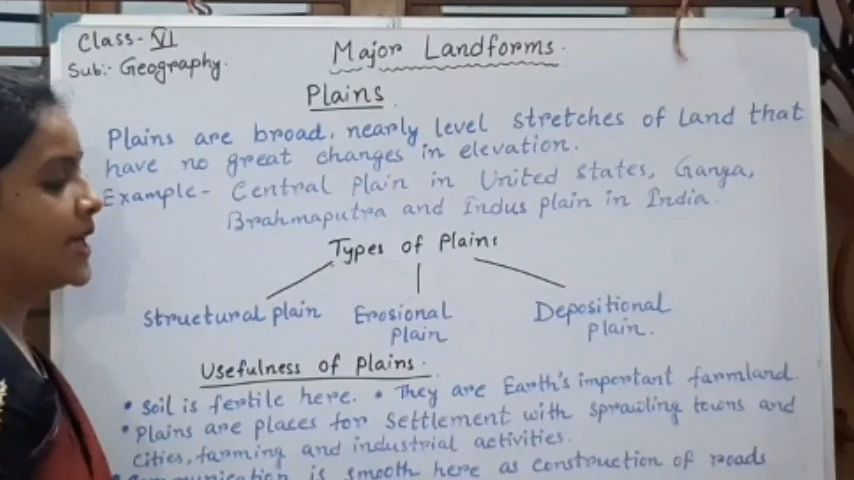 Class- VI
Major Landforms.
Sub:- Geography.
Plains
Plains are broad, nearly level stretches of Land that
have no great changes in elevation.
Example- Central plain in United states, Ganga,
Brahmaputra and Indus plain in India.
Types of Plains
Structural plain
Erosional
Plain
Depositional
plain.
Usefulness of Plains.
• Soil is fertile here. • They are Earth's important farmland.
• Plains are places for settlement with sprawling towns and
cities, farming and industrial activities.
• Communication is smooth here as construction of roads